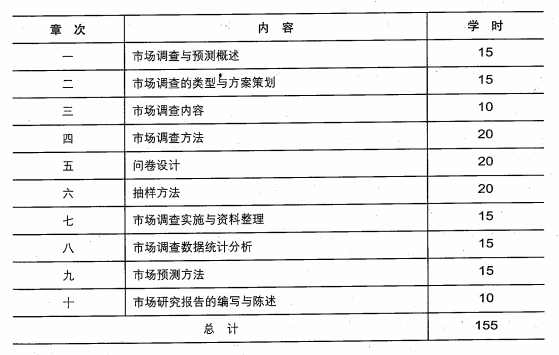 章 次 内 容 学 时
一 市场调查与预测概述 15
二 市场调查的类型与方案策划 15
三 市场调查内容 10
四 市场调查方法 20
五 问卷设计 20
六 抽样方法 20
七 市场调查实施与资料整理 15
八 市场调查数据统计分析 15
九 市场预测方法 15
十 市场研究报告的编写与陈述 10
总 计 155